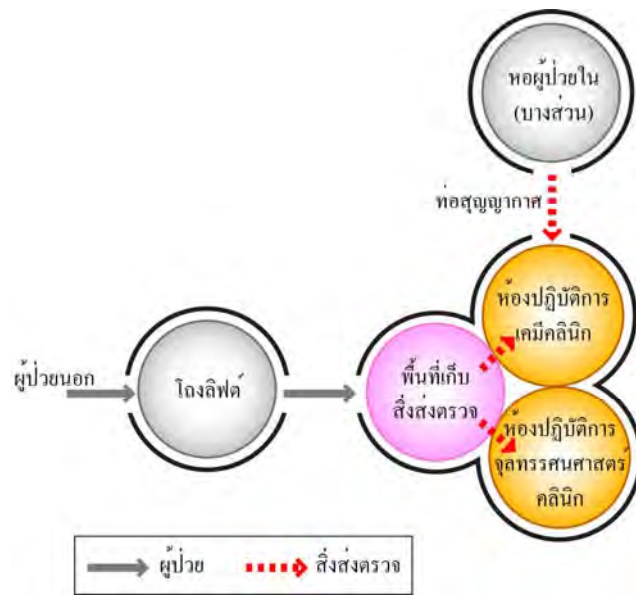 หอผู้ป่วยใน
(บางส่วน)
ท่อสุญญากาศ
ห้องปฏิบัติการ
เคมีคลินิก
ผู้ป่วยนอก
โถงลิฟต์
พื้นที่เก็บ
สิ่งส่งตรวจ
ห้องปฏิบัติการ
จุลทรรศนศาสตร์
คลินิก
ผู้ป่วย
สิ่งส่งตรวจ